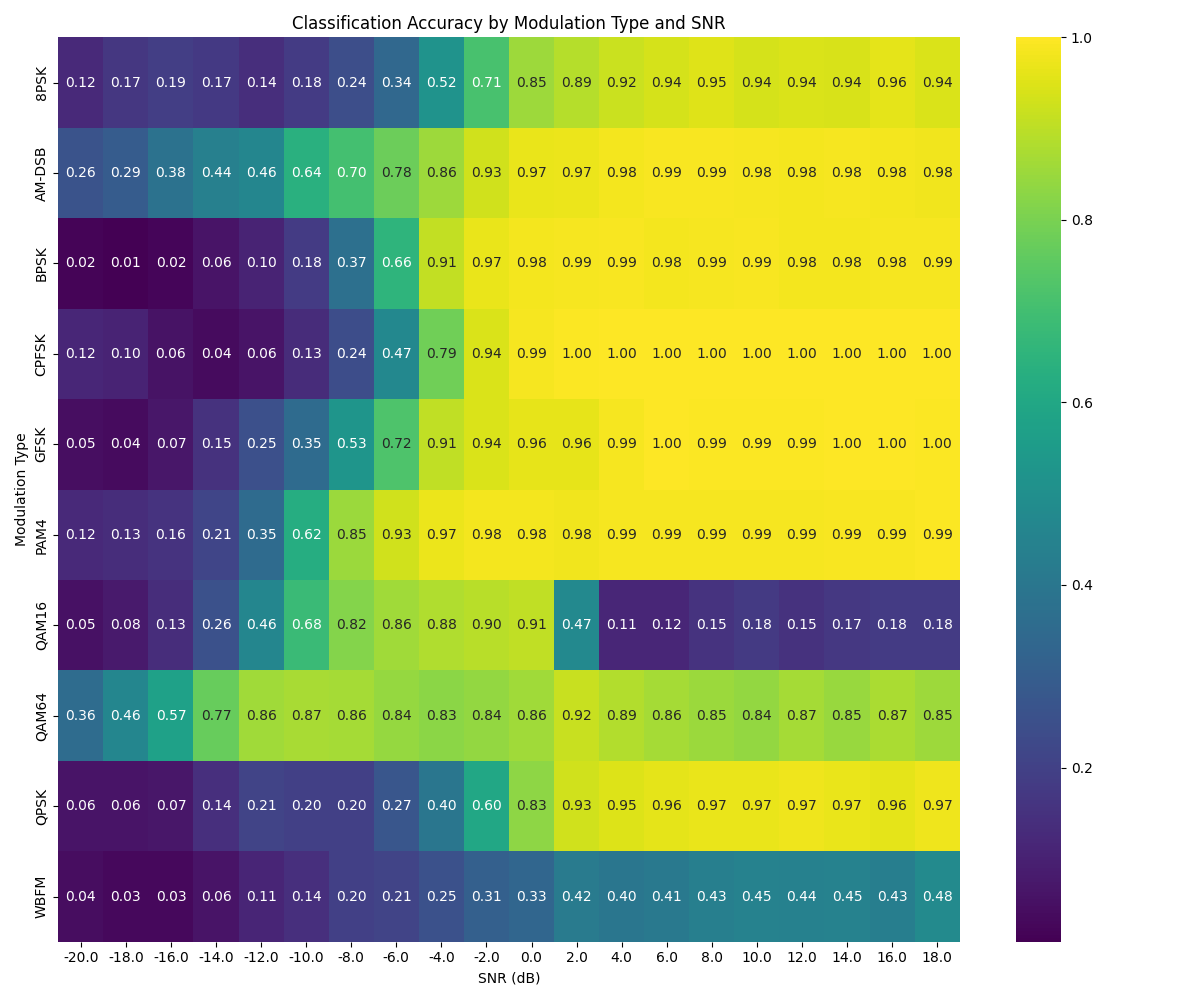 Classification Accuracy by Modulation Type and SNR
Modulation Type
8PSK 0.12 0.17 0.19 0.17 0.14 0.18 0.24 0.34 0.52 0.71 0.85 0.89 0.92 0.94 0.95 0.94 0.94 0.94 0.96 0.94
AM-DSB 0.26 0.29 0.38 0.44 0.46 0.64 0.70 0.78 0.86 0.93 0.97 0.97 0.98 0.99 0.99 0.98 0.98 0.98 0.98 0.98
BPSK 0.02 0.01 0.02 0.06 0.10 0.18 0.37 0.66 0.91 0.97 0.98 0.99 0.99 0.98 0.99 0.99 0.98 0.98 0.98 0.99
CPFSK 0.12 0.10 0.06 0.04 0.06 0.13 0.24 0.47 0.79 0.94 0.99 1.00 1.00 1.00 1.00 1.00 1.00 1.00 1.00 1.00
GFSK 0.05 0.04 0.07 0.15 0.25 0.35 0.53 0.72 0.91 0.94 0.96 0.96 0.99 1.00 0.99 0.99 0.99 1.00 1.00 1.00
PAM4 0.12 0.13 0.16 0.21 0.35 0.62 0.85 0.93 0.97 0.98 0.98 0.98 0.99 0.99 0.99 0.99 0.99 0.99 0.99 0.99
QAM16 0.05 0.08 0.13 0.26 0.46 0.68 0.82 0.86 0.88 0.90 0.91 0.47 0.11 0.12 0.15 0.18 0.15 0.17 0.18 0.18
QAM64 0.36 0.46 0.57 0.77 0.86 0.87 0.86 0.84 0.83 0.84 0.86 0.92 0.89 0.86 0.85 0.84 0.87 0.85 0.87 0.85
QPSK 0.06 0.06 0.07 0.14 0.21 0.20 0.20 0.27 0.40 0.60 0.83 0.93 0.95 0.96 0.97 0.97 0.97 0.97 0.96 0.97
WBFM 0.04 0.03 0.03 0.06 0.11 0.14 0.20 0.21 0.25 0.31 0.33 0.42 0.40 0.41 0.43 0.45 0.44 0.45 0.43 0.48
-20.0 -18.0 -16.0 -14.0 -12.0 -10.0 -8.0 -6.0 -4.0 -2.0 0.0 2.0 4.0 6.0 8.0 10.0 12.0 14.0 16.0 18.0
SNR (dB)
1.0
0.8
0.6
0.4
0.2